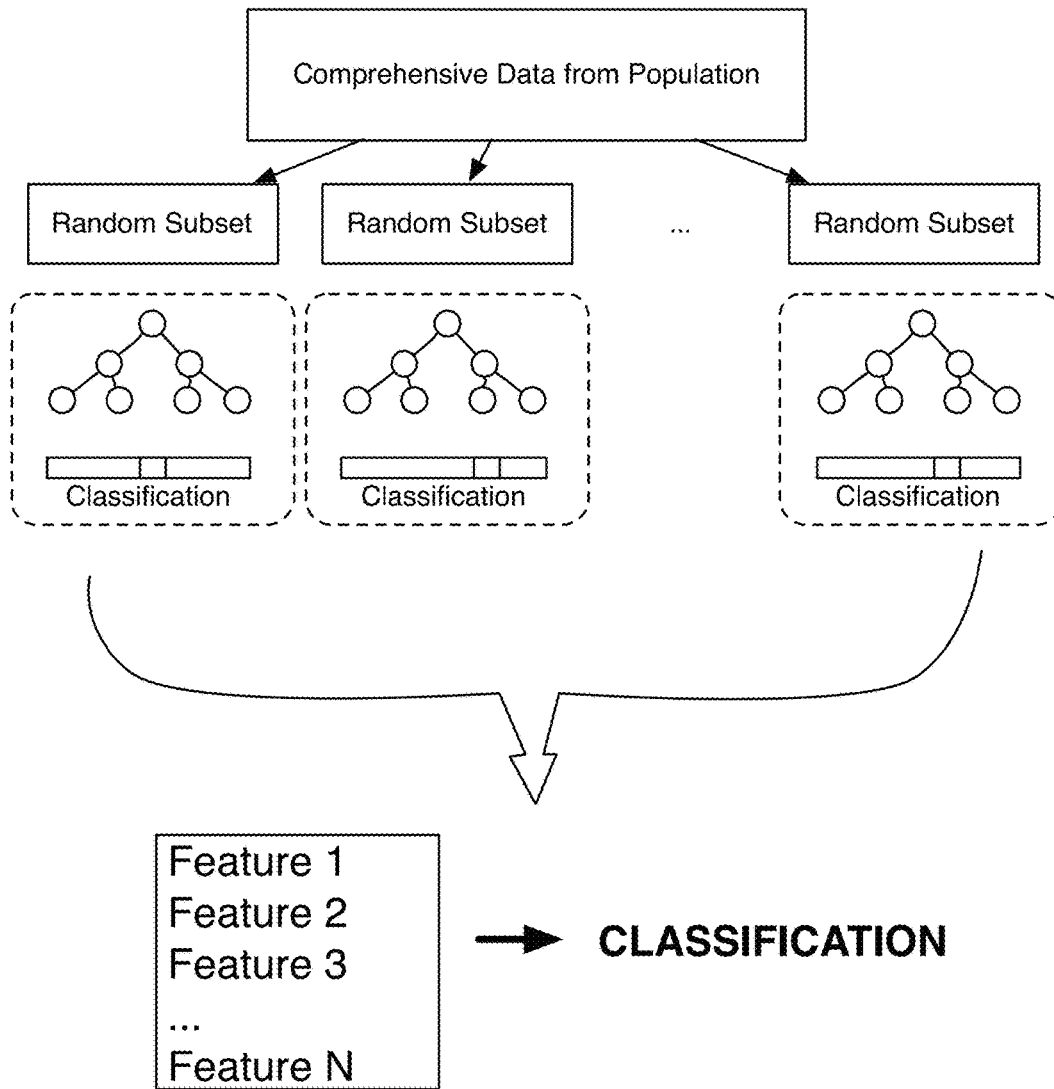 Comprehensive Data from Population
Random Subset
Random Subset
...
Random Subset
Classification
Classification
Classification
Feature 1
Feature 2
Feature 3
...
Feature N
CLASSIFICATION